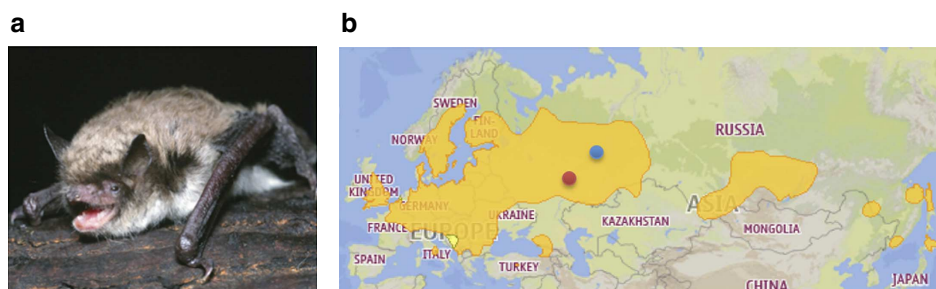 a
b
SWEDEN
FIN-
LAND
NORWAY
RUSSIA
UNITED
KINGDOM
GERMANY
ASIA
UKRAINE
KAZAKHSTAN
FRANCE
EUROPE
MONGOLIA
ITALY
SPAIN
TURKEY
CHINA
JAPAN